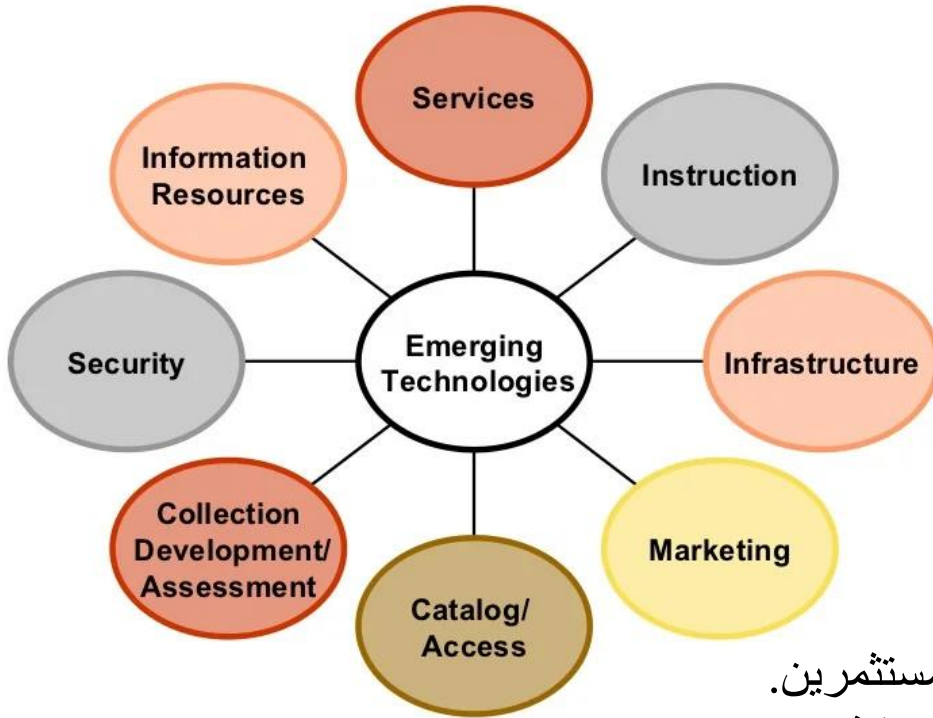 Services
Information
Resources
Instruction
Security
Emerging
Technologies
Infrastructure
Collection
Development/
Assessment
Marketing
Catalog/
Access